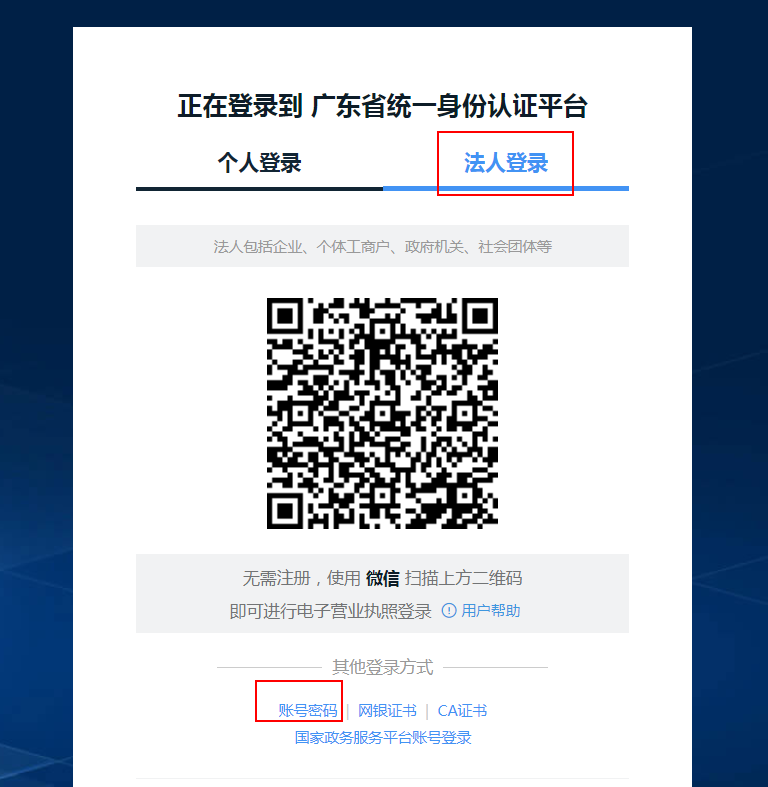 正在登录到 广东省统一身份认证平台
个人登录 法人登录
法人包括企业、个体工商户、政府机关、社会团体等
无需注册，使用 微信 扫描上方二维码
即可进行电子营业执照登录 用户帮助
其他登录方式
账号密码 | 网银证书 | CA证书
国家政务服务平台账号登录